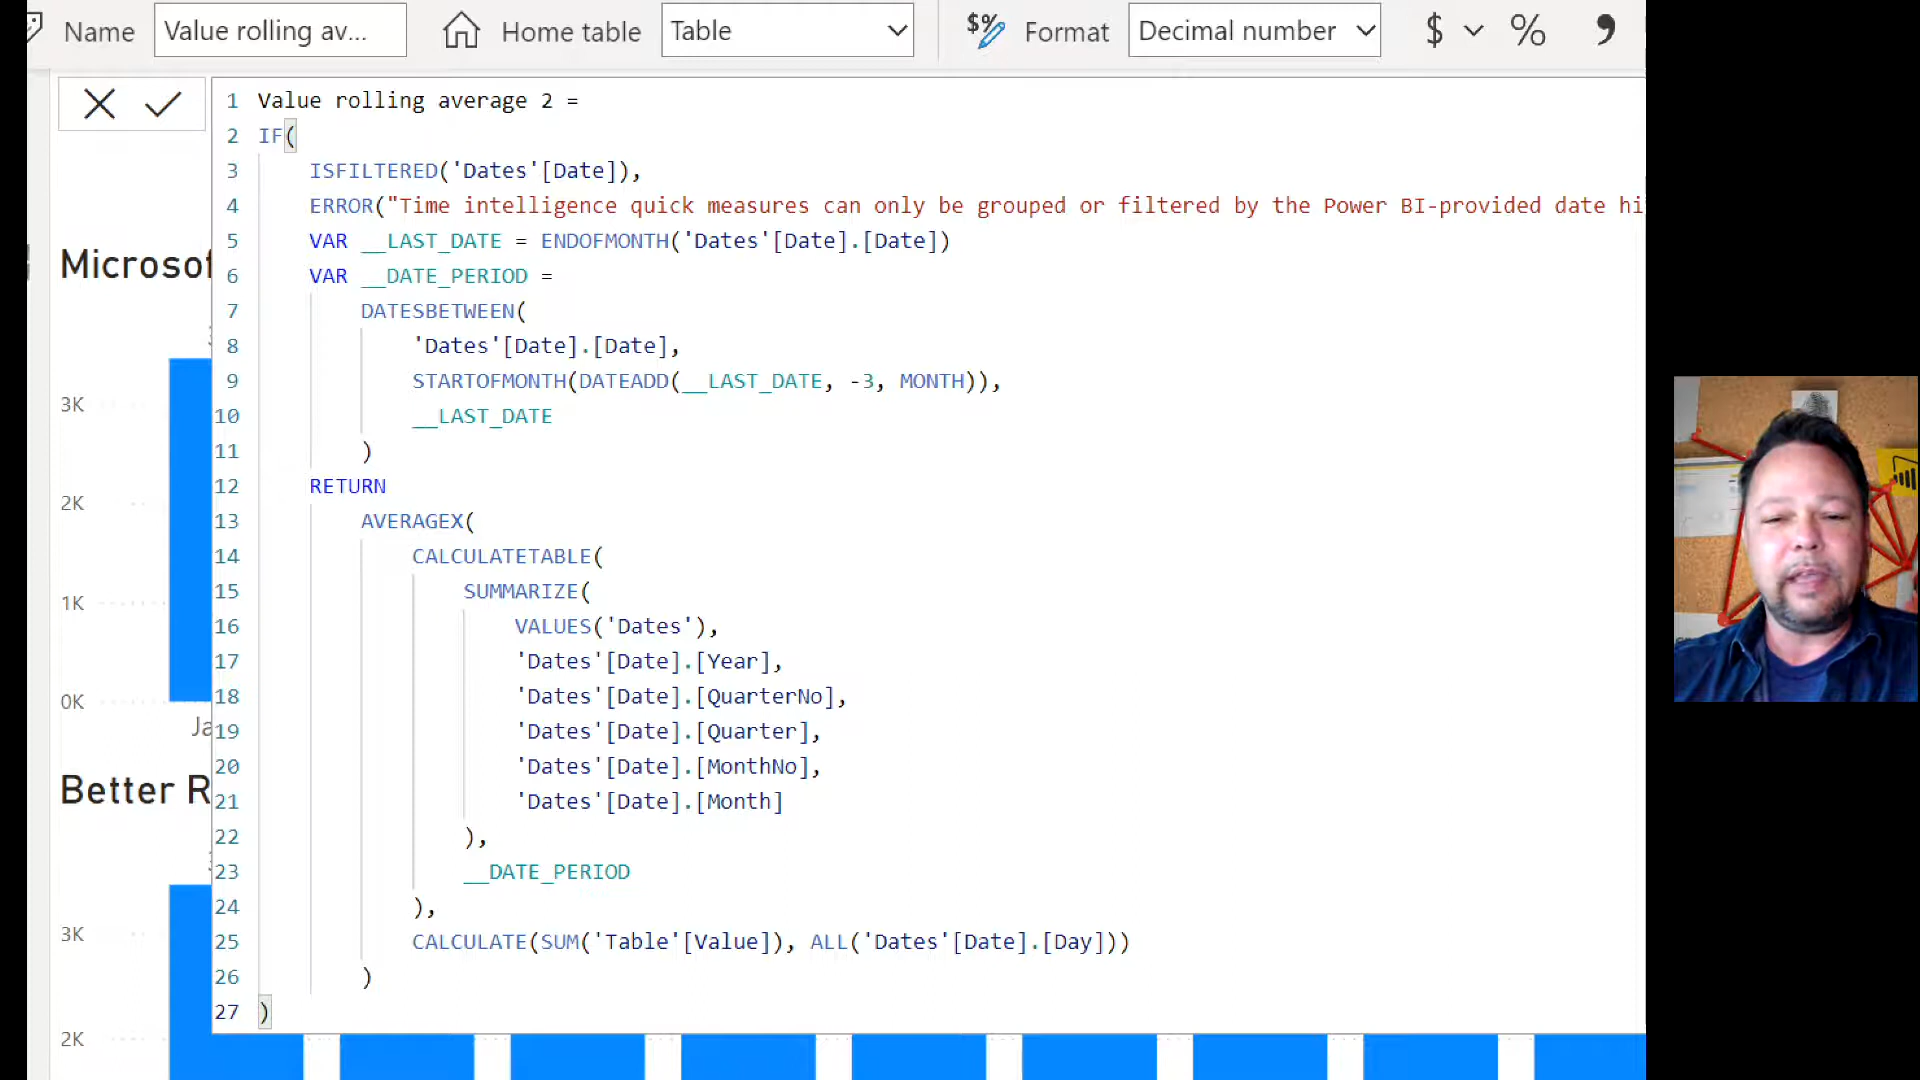 Name
Value rolling av...
Home table
Table
Format
Decimal number
$
%
1 Value rolling average 2 =
2 IF(
3 ISFILTERED('Dates'[Date]),
4 ERROR("Time intelligence quick measures can only be grouped or filtered by the Power BI-provided date hi
5 VAR __LAST_DATE = ENDOFMONTH('Dates'[Date].[Date])
6 VAR __DATE_PERIOD =
7 DATESBETWEEN(
8 'Dates'[Date].[Date],
9 STARTOFMONTH(DATEADD(__LAST_DATE, -3, MONTH)),
10 __LAST_DATE
11 )
12 RETURN
13 AVERAGEX(
14 CALCULATETABLE(
15 SUMMARIZE(
16 VALUES('Dates'),
17 'Dates'[Date].[Year],
18 'Dates'[Date].[QuarterNo],
19 'Dates'[Date].[Quarter],
20 'Dates'[Date].[MonthNo],
21 'Dates'[Date].[Month]
22 ),
23 __DATE_PERIOD
24 ),
25 CALCULATE(SUM('Table'[Value]), ALL('Dates'[Date].[Day]))
26 )
27 )
Microsof
3K
2K
1K
0K
Ja
Better R
3K
2K